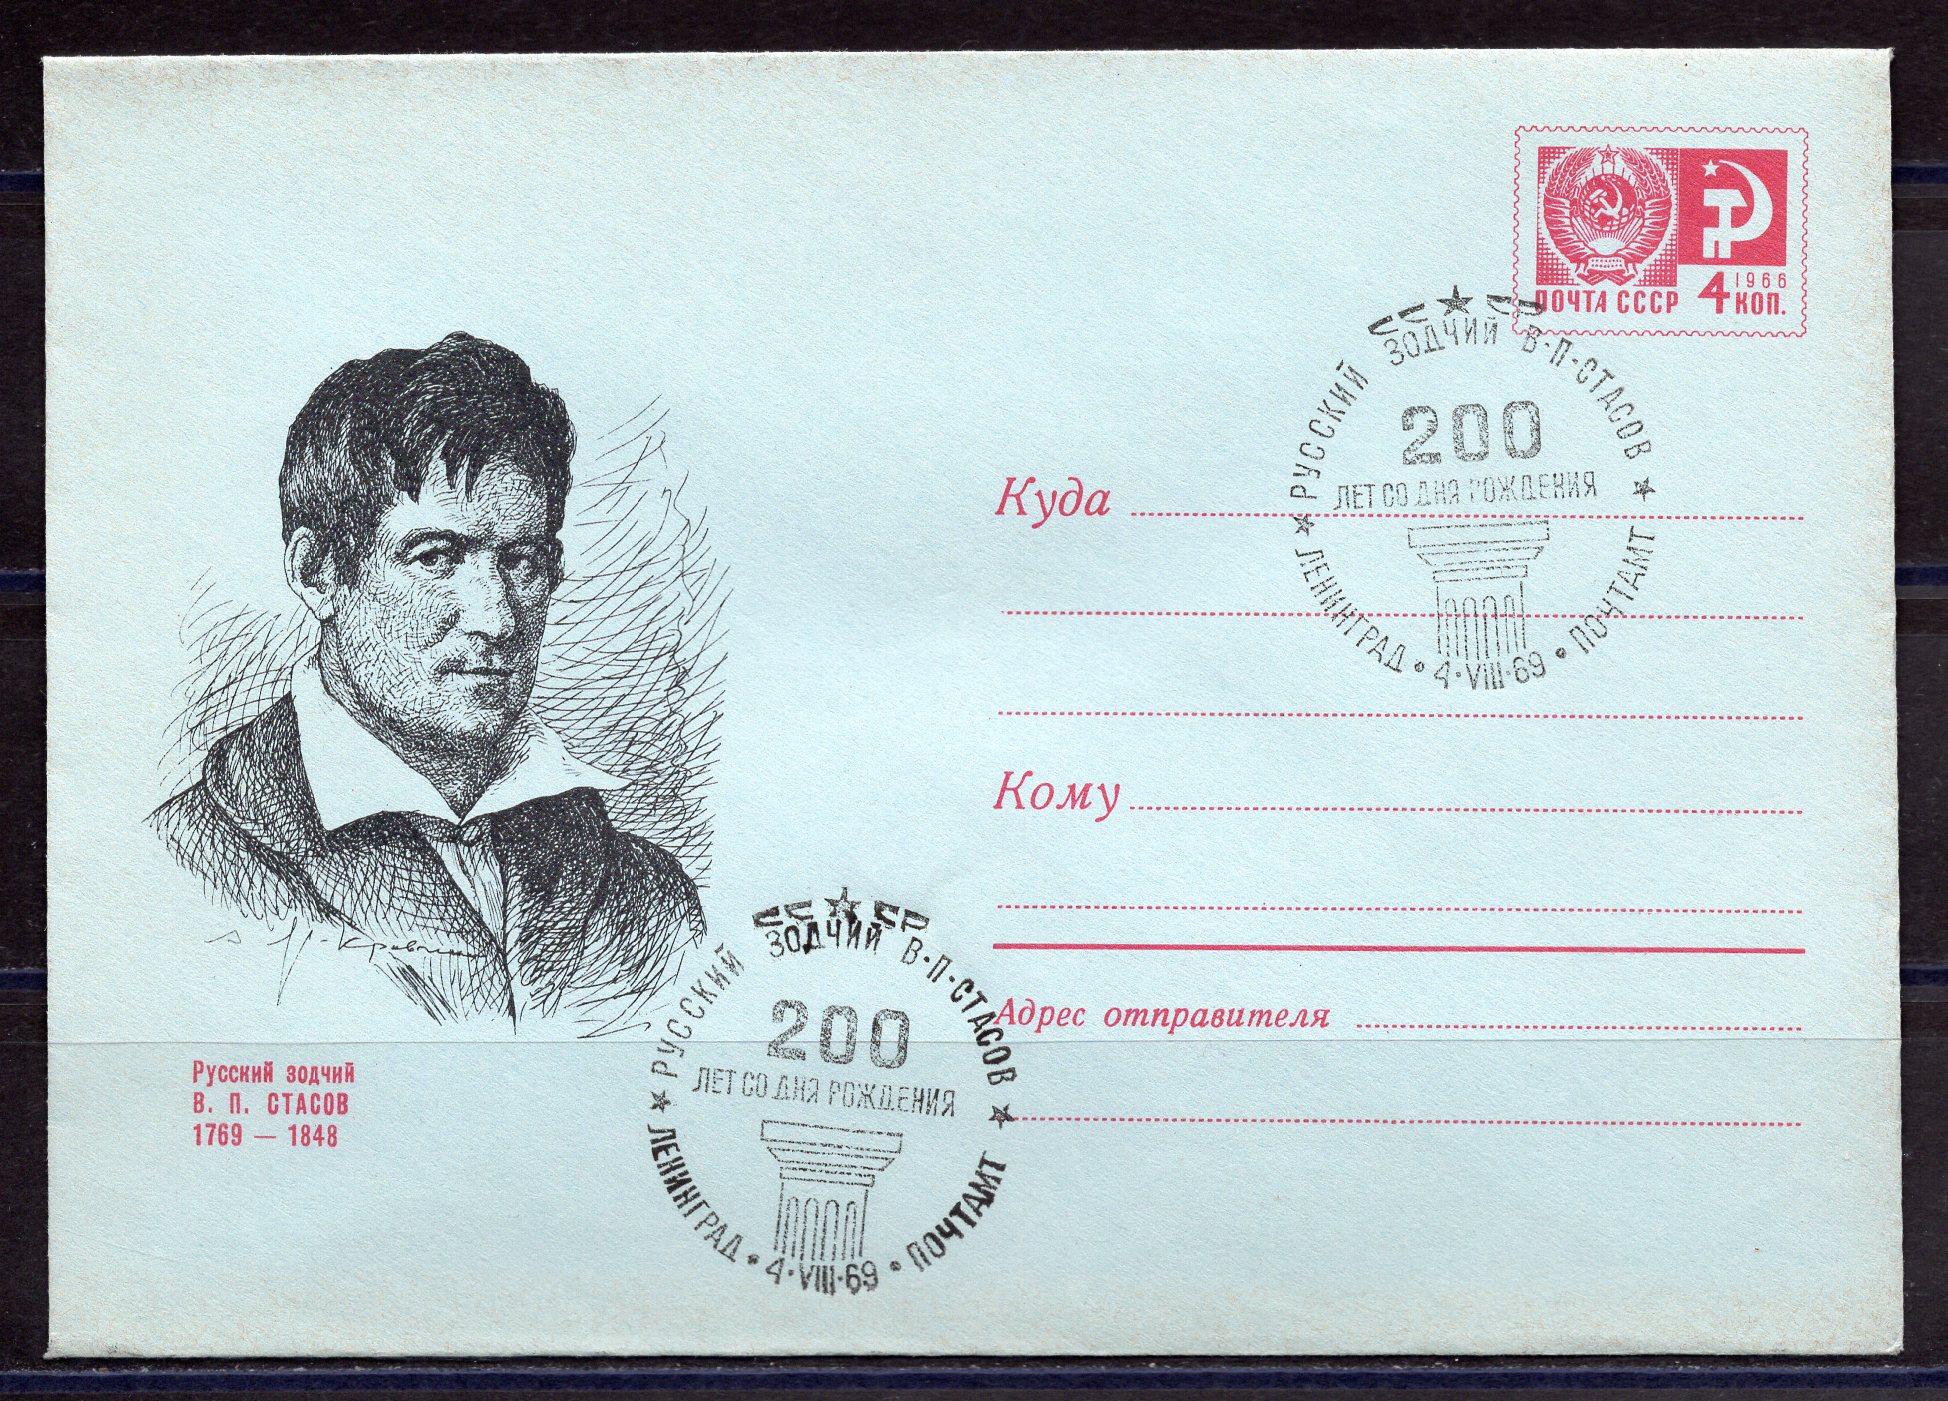 ПОЧТА СССР 4 КОП.
1966
СССР
РУССКИЙ ЗОДЧИЙ В·П·СТАСОВ
200
ЛЕТ СО ДНЯ РОЖДЕНИЯ
ЛЕНИНГРАД · 4·VIII·69 · ПОЧТАМТ
Куда
Кому
Адрес отправителя
Русский зодчий
В. П. СТАСОВ
1769 — 1848
СССР
РУССКИЙ ЗОДЧИЙ В·П·СТАСОВ
200
ЛЕТ СО ДНЯ РОЖДЕНИЯ
ЛЕНИНГРАД · 4·VIII·69 · ПОЧТАМТ